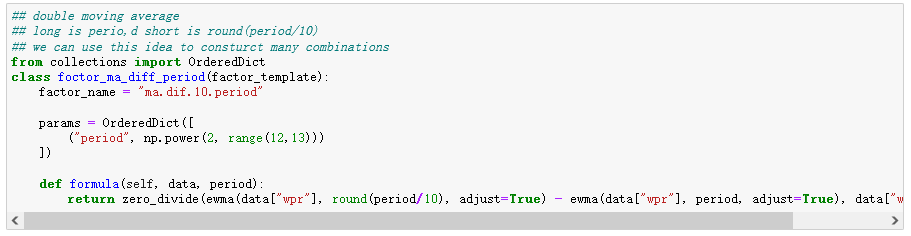 ## double moving average
## long is perio,d short is round(period/10)
## we can use this idea to consturct many combinations
from collections import OrderedDict
class foctor_ma_diff_period(factor_template):
    factor_name = "ma.dif.10.period"
    params = OrderedDict([
        ("period", np.power(2, range(12,13)))
    ])
    def formula(self, data, period):
        return zero_divide(ewma(data["wpr"], round(period/10), adjust=True) - ewma(data["wpr"], period, adjust=True), data["w